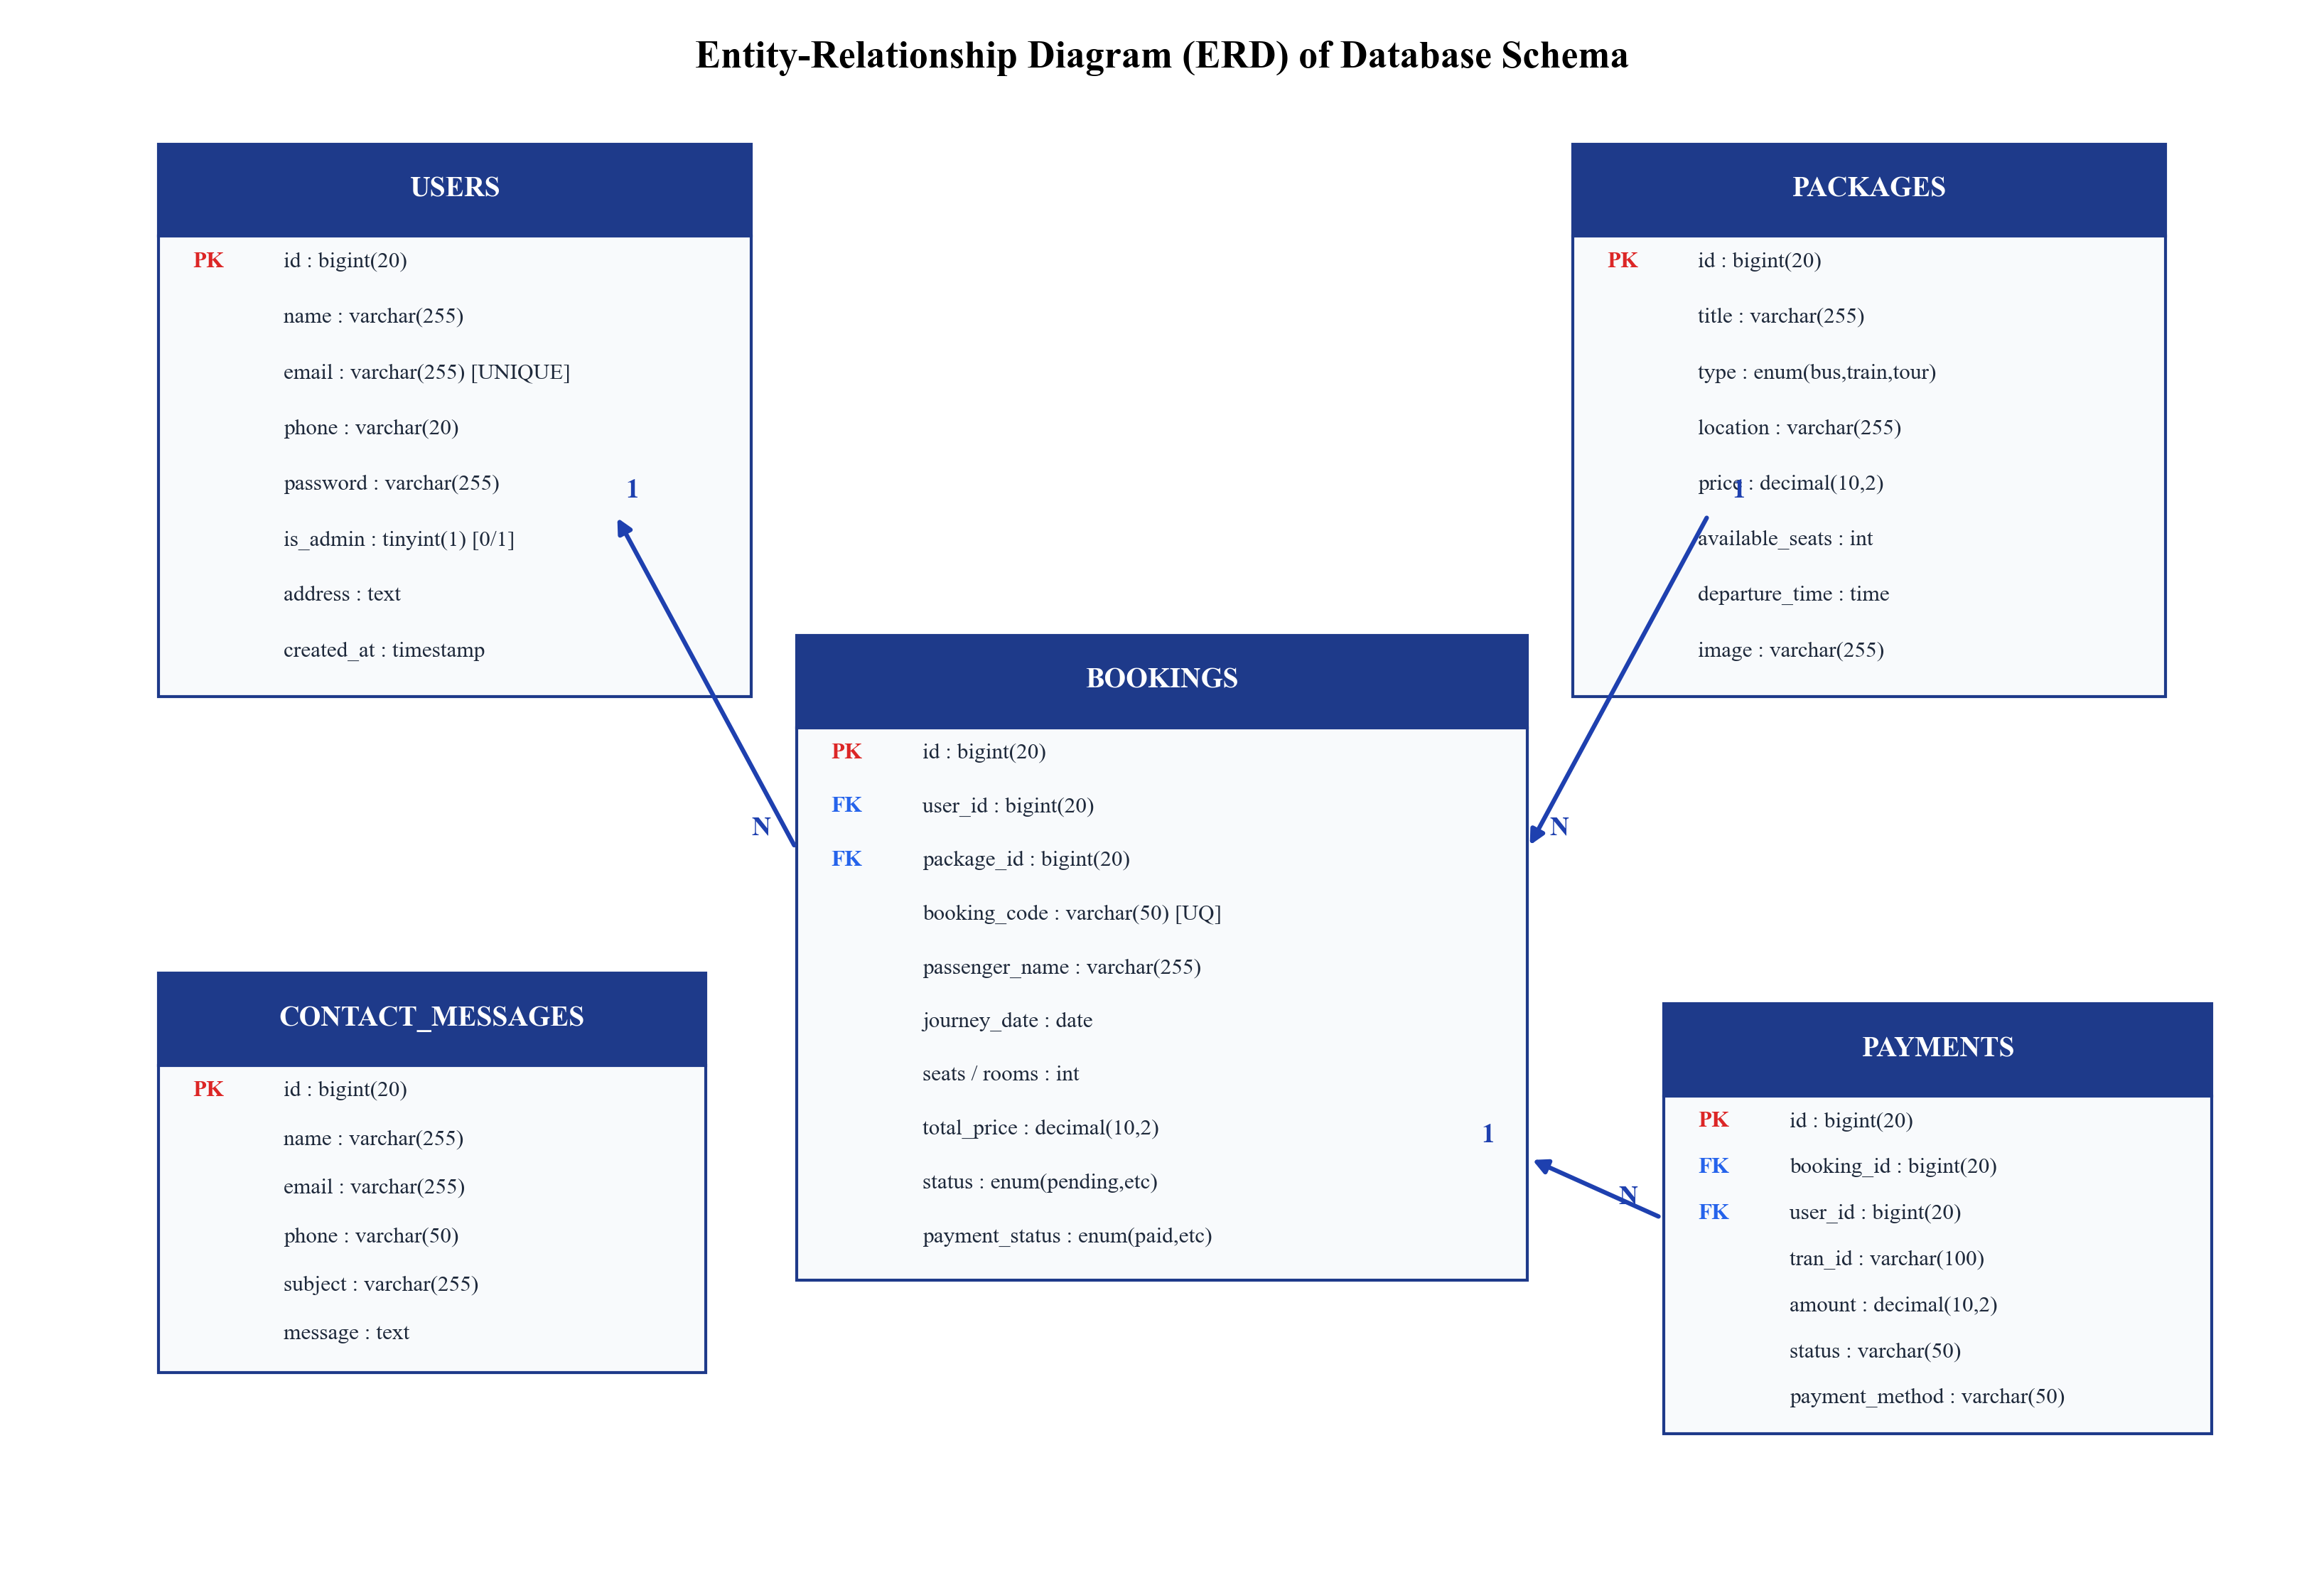 Entity-Relationship Diagram (ERD) of Database Schema
USERS
PK id : bigint(20)
name : varchar(255)
email : varchar(255) [UNIQUE]
phone : varchar(20)
password : varchar(255)
1
is_admin : tinyint(1) [0/1]
address : text
created_at : timestamp
PACKAGES
PK id : bigint(20)
title : varchar(255)
type : enum(bus,train,tour)
location : varchar(255)
price : decimal(10,2)
1
available_seats : int
departure_time : time
image : varchar(255)
BOOKINGS
PK id : bigint(20)
FK user_id : bigint(20)
N
N
FK package_id : bigint(20)
booking_code : varchar(50) [UQ]
passenger_name : varchar(255)
journey_date : date
seats / rooms : int
total_price : decimal(10,2)
1
status : enum(pending,etc)
payment_status : enum(paid,etc)
CONTACT_MESSAGES
PK id : bigint(20)
name : varchar(255)
email : varchar(255)
phone : varchar(50)
subject : varchar(255)
message : text
PAYMENTS
PK id : bigint(20)
FK booking_id : bigint(20)
N
FK user_id : bigint(20)
tran_id : varchar(100)
amount : decimal(10,2)
status : varchar(50)
payment_method : varchar(50)